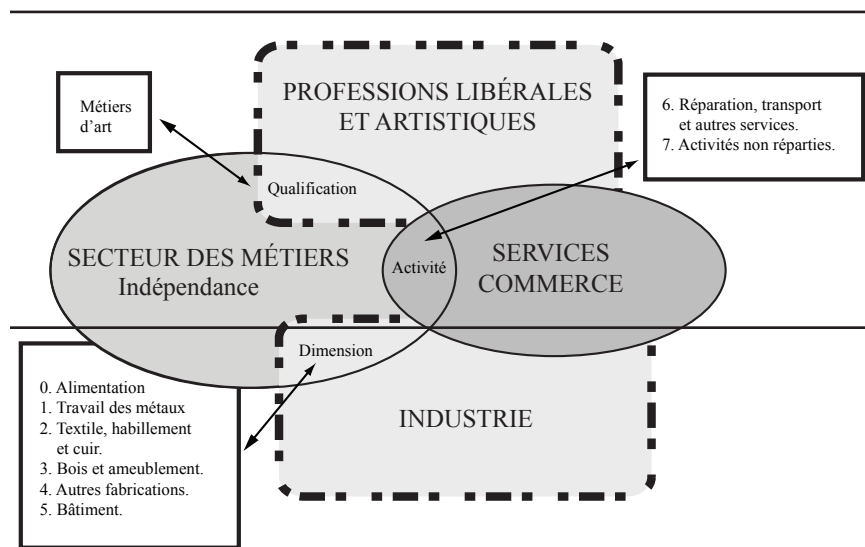 PROFESSIONS LIBÉRALES
ET ARTISTIQUES
Métiers
d’art
6. Réparation, transport
et autres services.
7. Activités non réparties.
Qualification
SECTEUR DES MÉTIERS
Indépendance
Activité
SERVICES
COMMERCE
Dimension
0. Alimentation
1. Travail des métaux
2. Textile, habillement
et cuir.
3. Bois et ameublement.
4. Autres fabrications.
5. Bâtiment.
INDUSTRIE